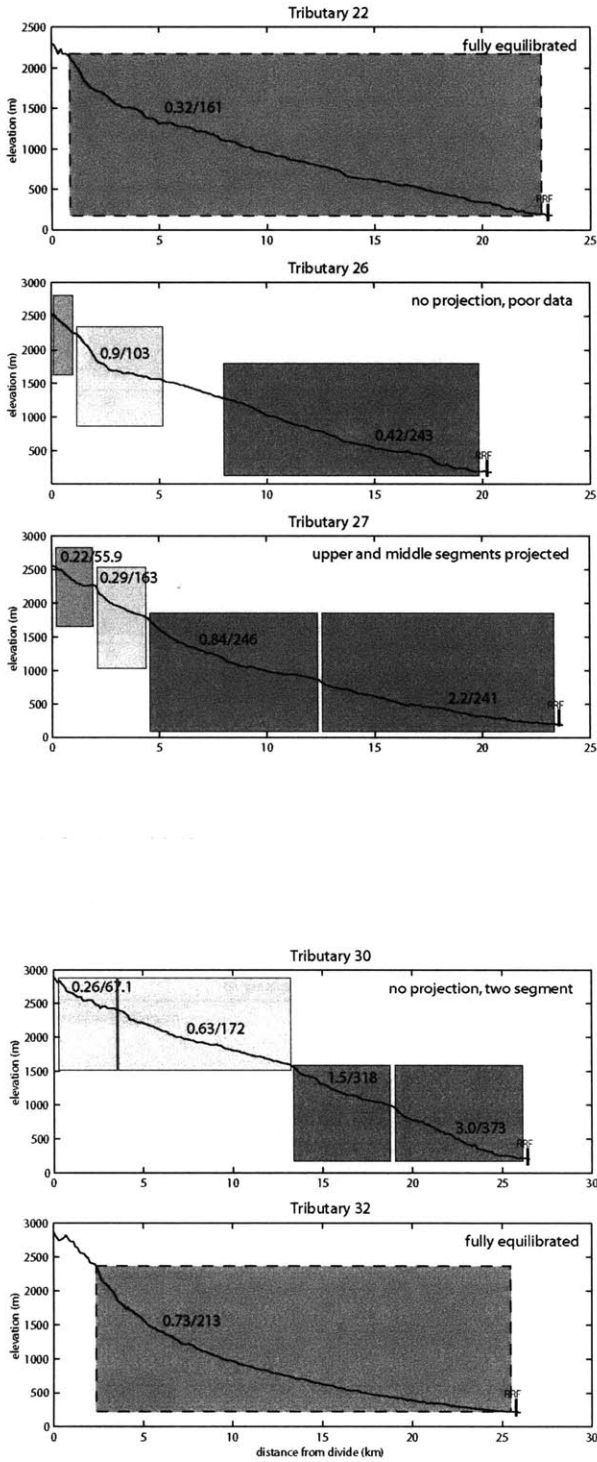 Tributary 22
fully equilibrated
0.32/161
RRF
elevation (m)
2500
2000
1500
1000
500
0
0 5 10 15 20 25
Tributary 26
no projection, poor data
0.9/103
0.42/243
RRF
elevation (m)
3000
2500
2000
1500
1000
500
0 5 10 15 20 25
Tributary 27
upper and middle segments projected
0.22/55.9
0.29/163
0.84/246
2.2/241
RRF
elevation (m)
3000
2500
2000
1500
1000
500
0
0 5 10 15 20 25
Tributary 30
no projection, two segment
0.26/67.1
0.63/172
1.5/318
3.0/373
RRF
elevation (m)
3000
2500
2000
1500
1000
500
0
0 5 10 15 20 25 30
Tributary 32
fully equilibrated
0.73/213
RRF
elevation (m)
3000
2500
2000
1500
1000
500
0
0 5 10 15 20 25 30
distance from divide (km)